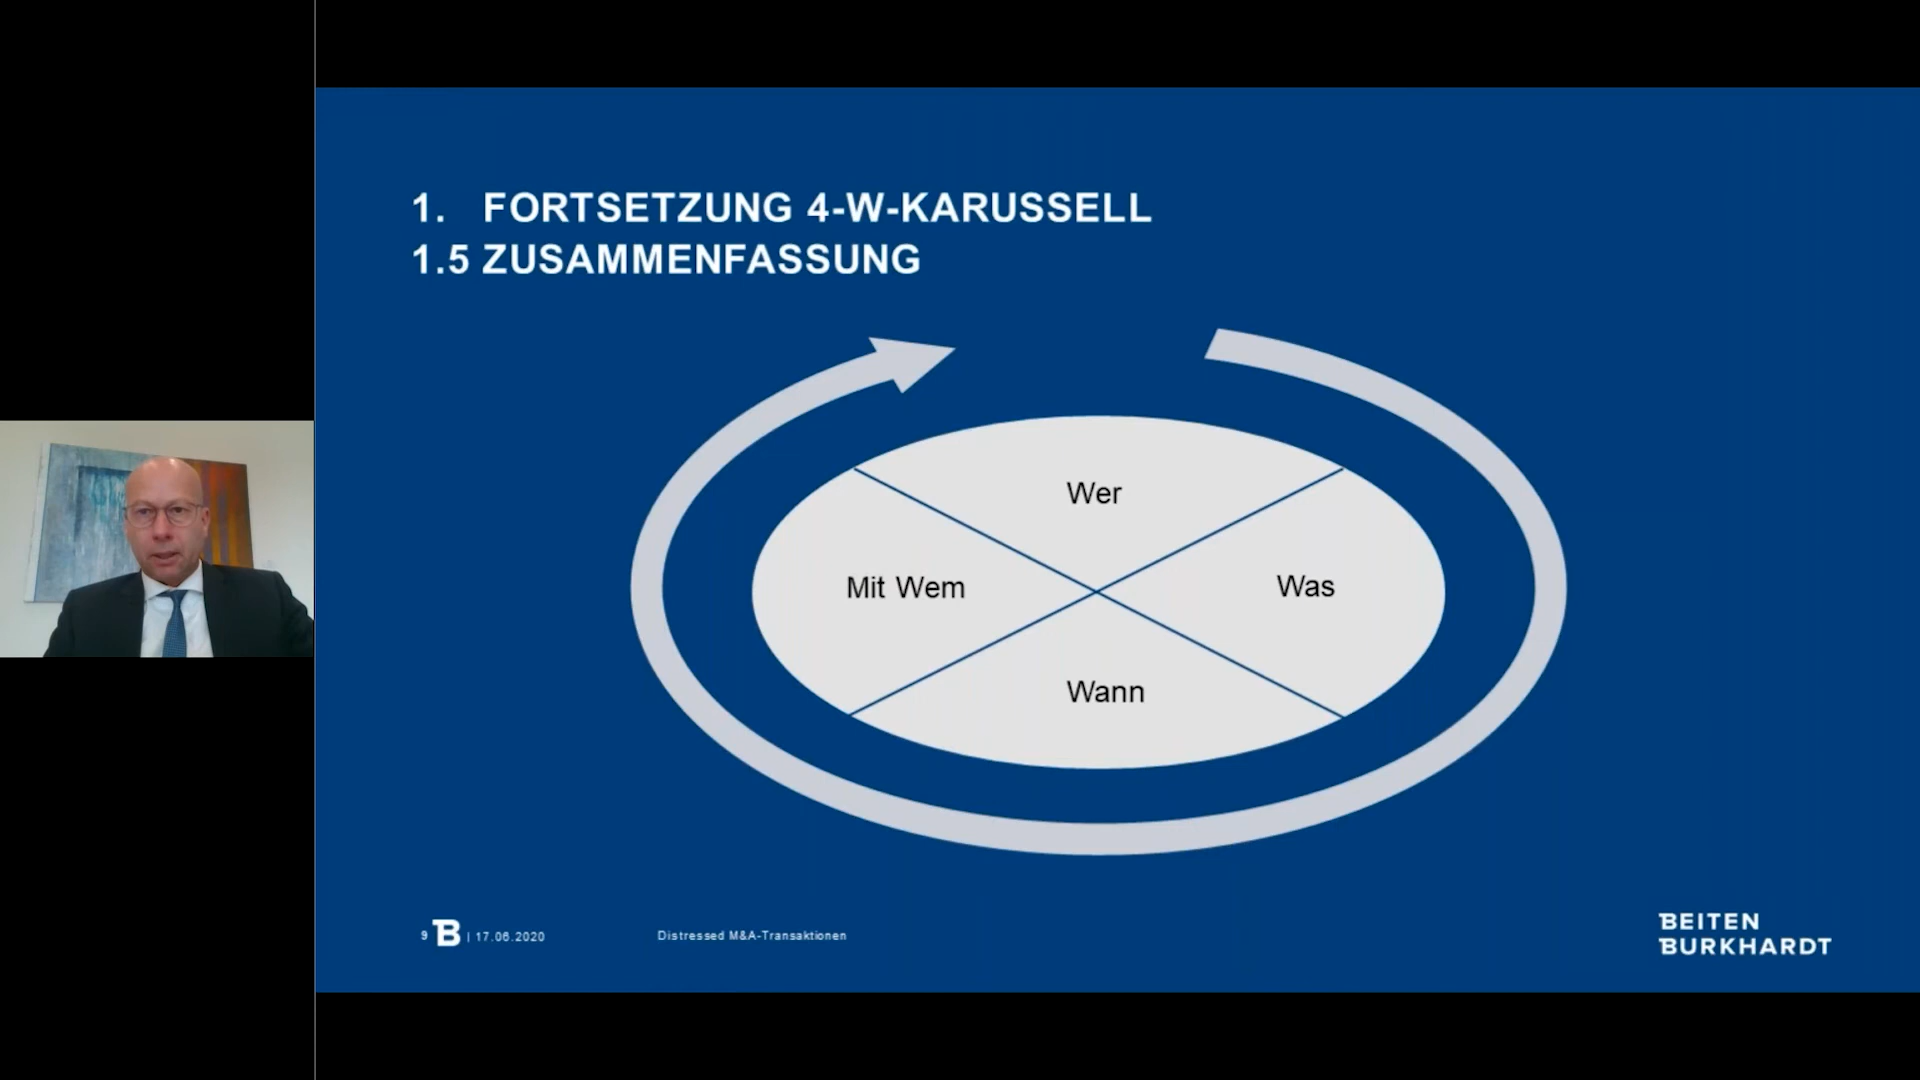 1. FORTSETZUNG 4-W-KARUSSELL
1.5 ZUSAMMENFASSUNG
Wer
Mit Wem
Was
Wann
9 B | 17.06.2020
Distressed M&A-Transaktionen
BEITEN
BURKHARDT